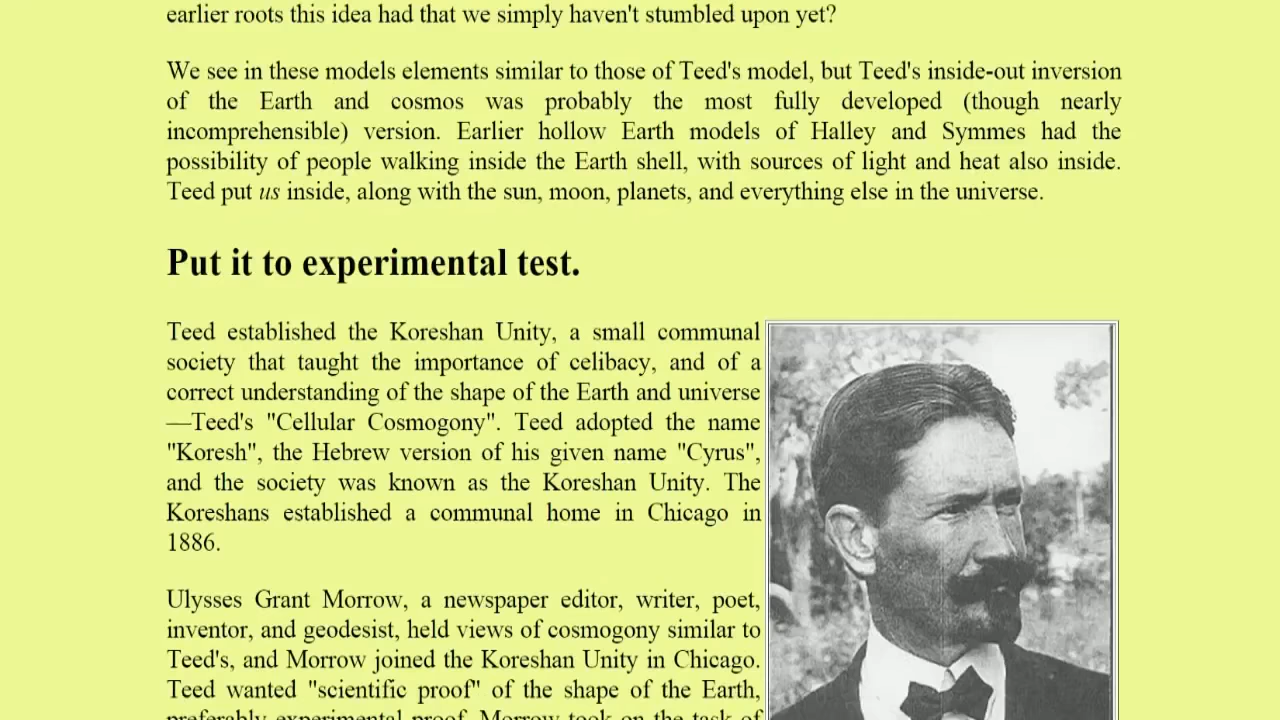 earlier roots this idea had that we simply haven't stumbled upon yet?
We see in these models elements similar to those of Teed's model, but Teed's inside-out inversion
of the Earth and cosmos was probably the most fully developed (though nearly
incomprehensible) version. Earlier hollow Earth models of Halley and Symmes had the
possibility of people walking inside the Earth shell, with sources of light and heat also inside.
Teed put us inside, along with the sun, moon, planets, and everything else in the universe.
Put it to experimental test.
Teed established the Koreshan Unity, a small communal
society that taught the importance of celibacy, and of a
correct understanding of the shape of the Earth and universe
—Teed's "Cellular Cosmogony". Teed adopted the name
"Koresh", the Hebrew version of his given name "Cyrus",
and the society was known as the Koreshan Unity. The
Koreshans established a communal home in Chicago in
1886.
Ulysses Grant Morrow, a newspaper editor, writer, poet,
inventor, and geodesist, held views of cosmogony similar to
Teed's, and Morrow joined the Koreshan Unity in Chicago.
Teed wanted "scientific proof" of the shape of the Earth,
preferably experimental proof. Morrow took on the task of